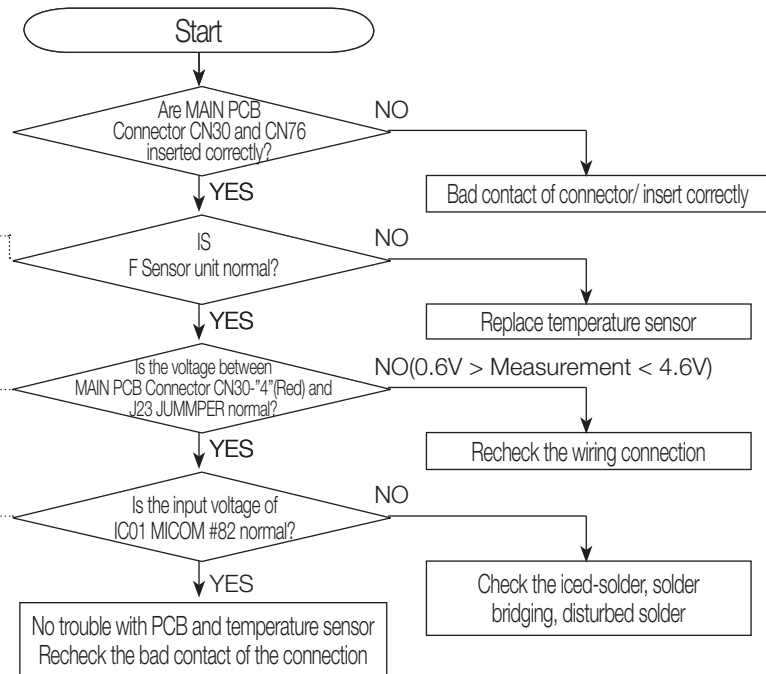 Start
Are MAIN PCB
Connector CN30 and CN76
inserted correctly?
NO
Bad contact of connector/ insert correctly
YES
IS
F Sensor unit normal?
NO
Replace temperature sensor
YES
Is the voltage between
MAIN PCB Connector CN30-"4"(Red) and
J23 JUMMPER normal?
NO(0.6V > Measurement < 4.6V)
Recheck the wiring connection
YES
Is the input voltage of
IC01 MICOM #82 normal?
NO
Check the iced-solder, solder
bridging, disturbed solder
YES
No trouble with PCB and temperature sensor
Recheck the bad contact of the connection